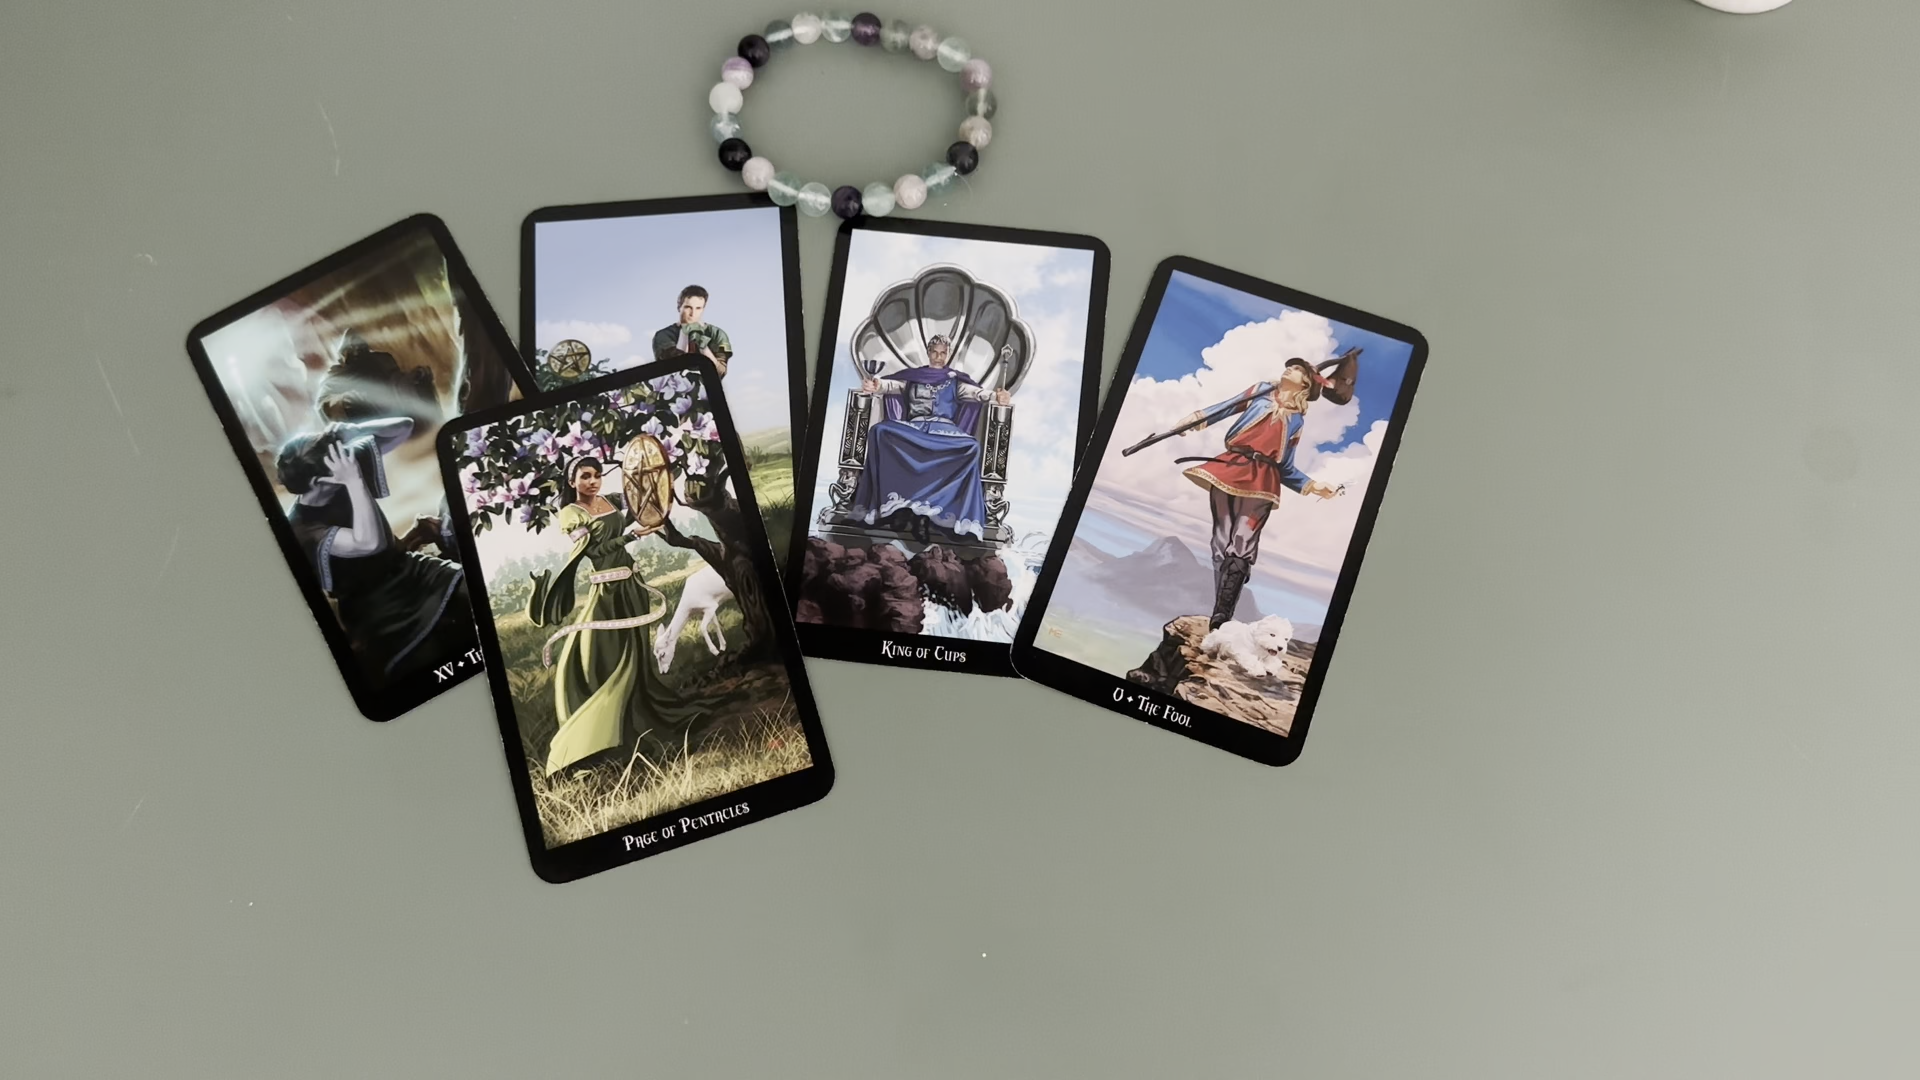 XV • Th
King of Cups
0 • The Fool
Page of Pentacles